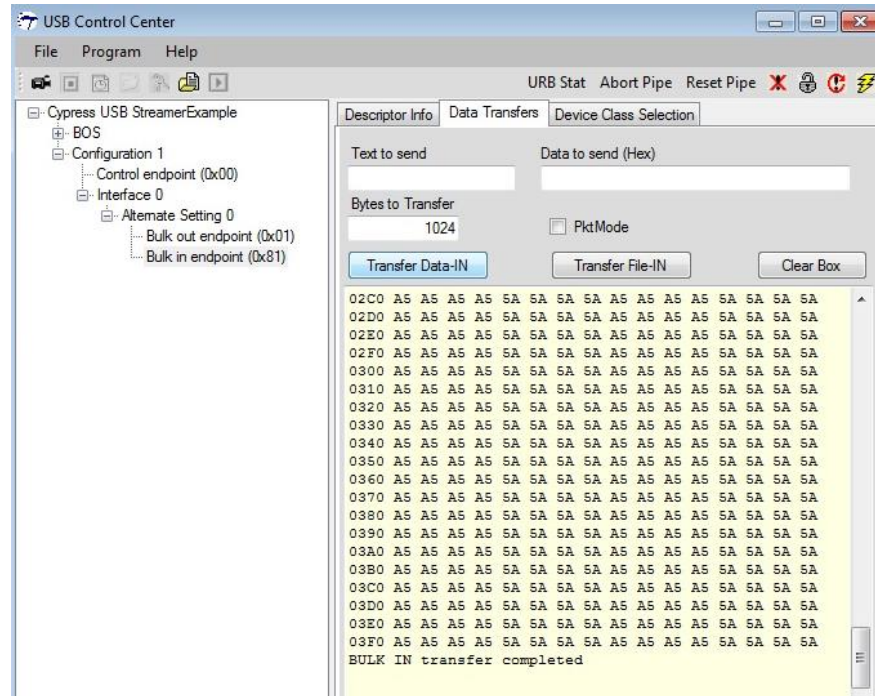 USB Control Center
File Program Help
URB Stat Abort Pipe Reset Pipe
Cypress USB StreamerExample
BOS
Configuration 1
Control endpoint (0x00)
Interface 0
Alternate Setting 0
Bulk out endpoint (0x01)
Bulk in endpoint (0x81)
Descriptor Info Data Transfers Device Class Selection
Text to send Data to send (Hex)
Bytes to Transfer
1024 PktMode
Transfer Data-IN Transfer File-IN Clear Box
02C0 A5 A5 A5 A5 5A 5A 5A 5A A5 A5 A5 A5 5A 5A 5A 5A
02D0 A5 A5 A5 A5 5A 5A 5A 5A A5 A5 A5 A5 5A 5A 5A 5A
02E0 A5 A5 A5 A5 5A 5A 5A 5A A5 A5 A5 A5 5A 5A 5A 5A
02F0 A5 A5 A5 A5 5A 5A 5A 5A A5 A5 A5 A5 5A 5A 5A 5A
0300 A5 A5 A5 A5 5A 5A 5A 5A A5 A5 A5 A5 5A 5A 5A 5A
0310 A5 A5 A5 A5 5A 5A 5A 5A A5 A5 A5 A5 5A 5A 5A 5A
0320 A5 A5 A5 A5 5A 5A 5A 5A A5 A5 A5 A5 5A 5A 5A 5A
0330 A5 A5 A5 A5 5A 5A 5A 5A A5 A5 A5 A5 5A 5A 5A 5A
0340 A5 A5 A5 A5 5A 5A 5A 5A A5 A5 A5 A5 5A 5A 5A 5A
0350 A5 A5 A5 A5 5A 5A 5A 5A A5 A5 A5 A5 5A 5A 5A 5A
0360 A5 A5 A5 A5 5A 5A 5A 5A A5 A5 A5 A5 5A 5A 5A 5A
0370 A5 A5 A5 A5 5A 5A 5A 5A A5 A5 A5 A5 5A 5A 5A 5A
0380 A5 A5 A5 A5 5A 5A 5A 5A A5 A5 A5 A5 5A 5A 5A 5A
0390 A5 A5 A5 A5 5A 5A 5A 5A A5 A5 A5 A5 5A 5A 5A 5A
03A0 A5 A5 A5 A5 5A 5A 5A 5A A5 A5 A5 A5 5A 5A 5A 5A
03B0 A5 A5 A5 A5 5A 5A 5A 5A A5 A5 A5 A5 5A 5A 5A 5A
03C0 A5 A5 A5 A5 5A 5A 5A 5A A5 A5 A5 A5 5A 5A 5A 5A
03D0 A5 A5 A5 A5 5A 5A 5A 5A A5 A5 A5 A5 5A 5A 5A 5A
03E0 A5 A5 A5 A5 5A 5A 5A 5A A5 A5 A5 A5 5A 5A 5A 5A
03F0 A5 A5 A5 A5 5A 5A 5A 5A A5 A5 A5 A5 5A 5A 5A 5A
BULK IN transfer completed